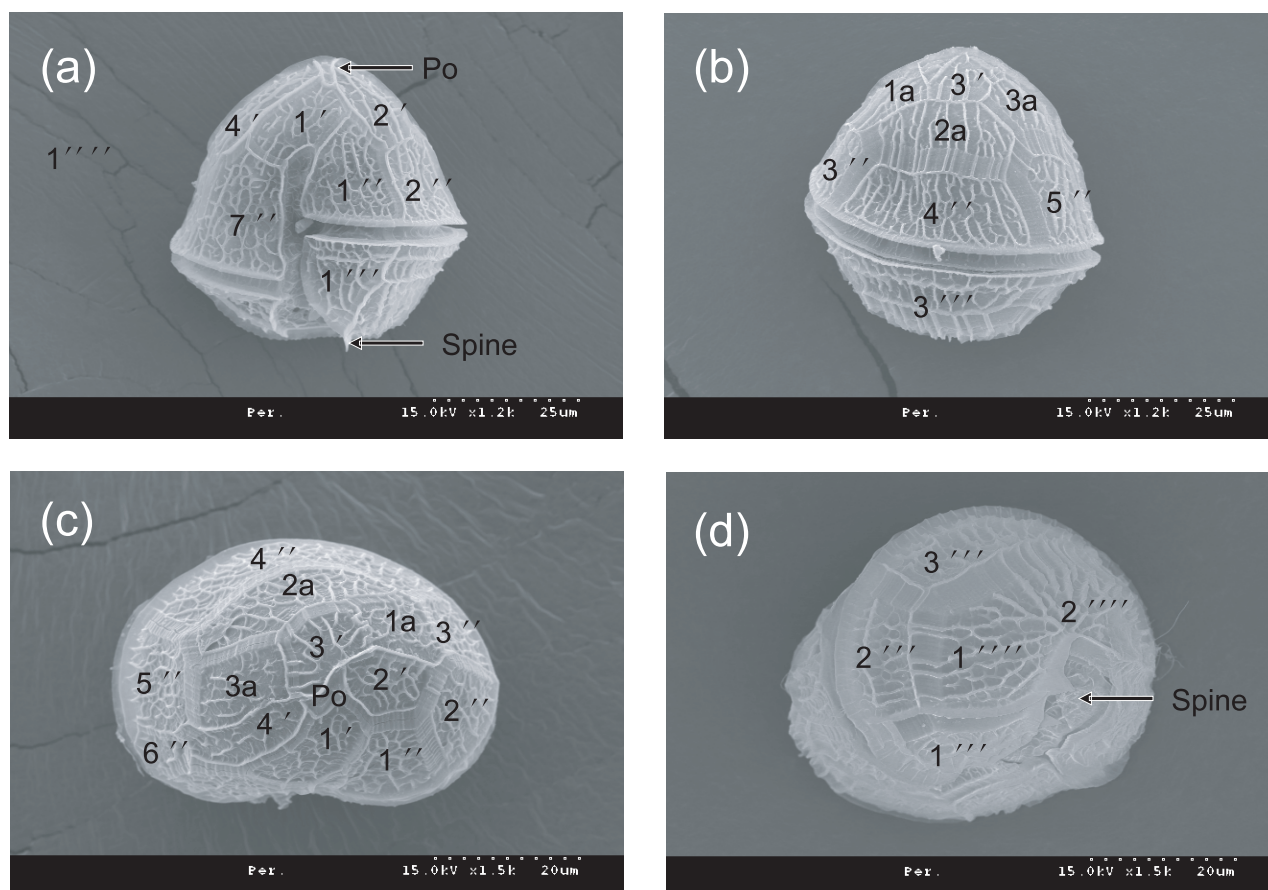 (a)
Po
4′
1′
2′
1′′′′
1′′
2′′
7′′
1′′′
Spine
Per. 15.0kV x1.2k 25um
(b)
1a
3′
3a
2a
3′′
4′′
5′′
3′′′
Per. 15.0kV x1.2k 25um
(c)
4′′
2a
1a
3′
3′′
5′′
3a
Po
2′
2′′
4′
1′
6′′
1′′
Per. 15.0kV x1.5k 20um
(d)
3′′′
2′′′′
2′′′
1′′′′
Spine
1′′′
Per. 15.0kV x1.5k 20um